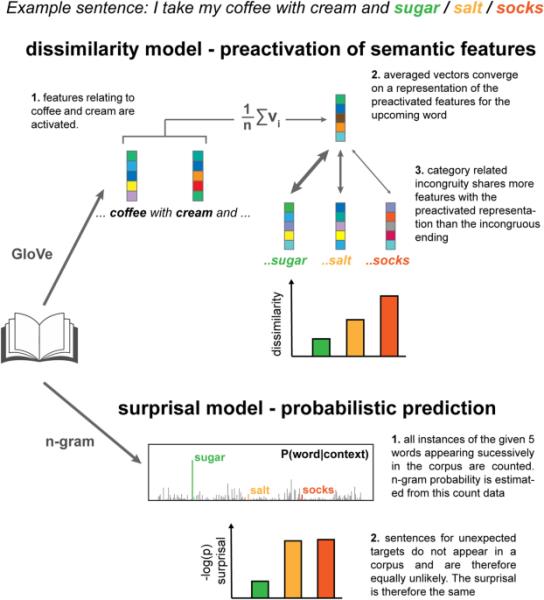 Example sentence: I take my coffee with cream and sugar / salt / socks
dissimilarity model - preactivation of semantic features
1. features relating to
coffee and cream are
activated.
1/n ∑vi
2. averaged vectors converge
on a representation of the
preactivated features for the
upcoming word
... coffee with cream and ...
3. category related
incongruity shares more
features with the
preactivated representa-
tion than the incongruous
ending
..sugar ..salt ..socks
GloVe
dissimilarity
surprisal model - probabilistic prediction
n-gram
P(word|context)
sugar
salt
socks
1. all instances of the given 5
words appearing sucessively
in the corpus are counted.
n-gram probability is estimat-
ed from this count data
-log(p)
surprisal
2. sentences for unexpected
targets do not appear in a
corpus and are therefore
equally unlikely. The surprisal
is therefore the same